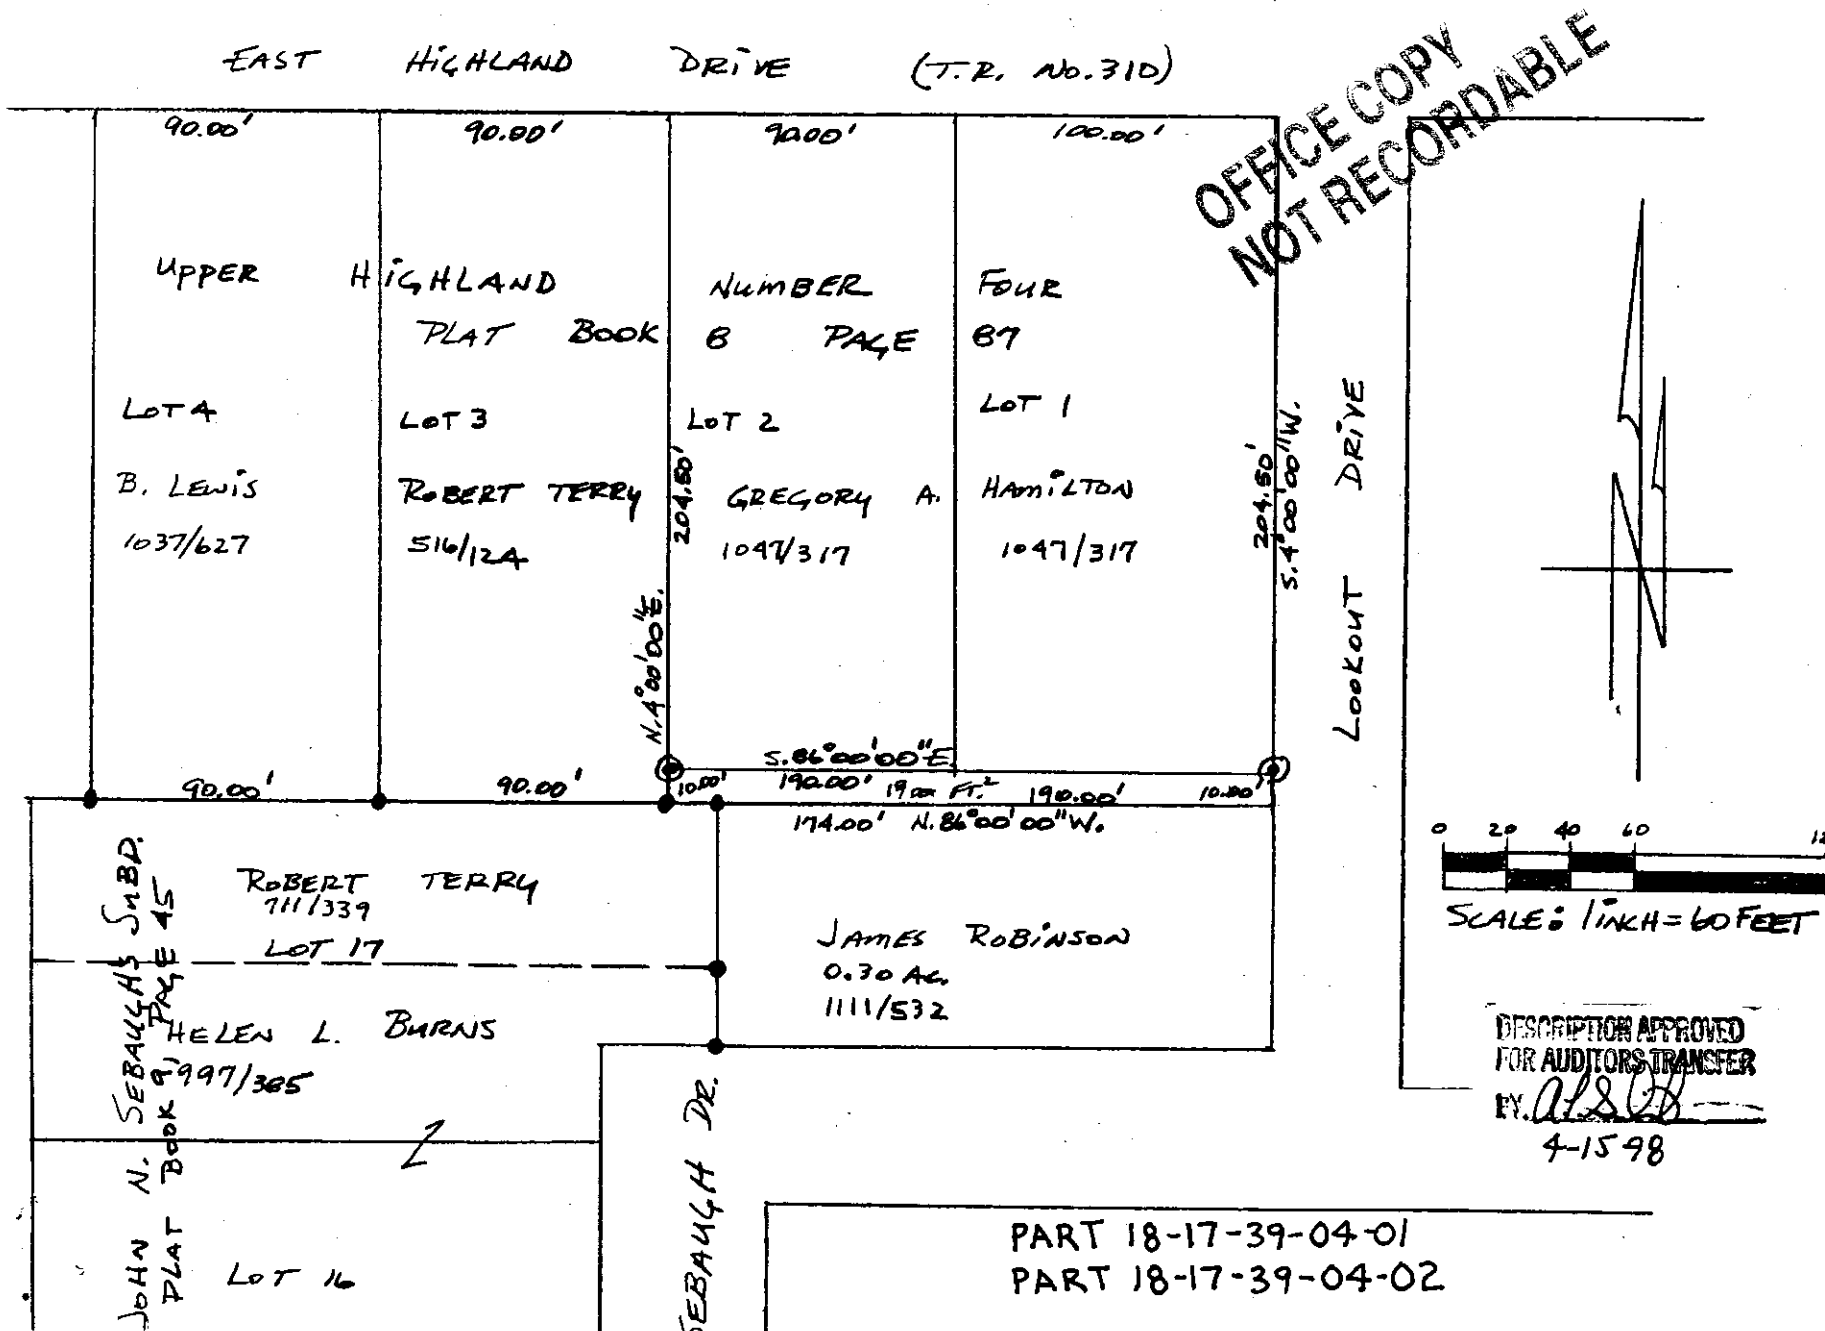 EAST HIGHLAND DRIVE (T.R. No. 310)
OFFICE COPY
NOT RECORDABLE
90.00' 90.00' 90.00' 100.00'
UPPER HIGHLAND NUMBER FOUR
PLAT BOOK 8 PAGE 87
LOT 4
B. LEWIS
1037/627
LOT 3
ROBERT TERRY
516/124
LOT 2
LOT 1
GREGORY A. HAMILTON
1047/317
1047/317
204.50'
N.4°00'00"E.
204.50'
S.4°00'00"W.
LOOKOUT DRIVE
S.86°00'00"E.
90.00' 90.00' 10.00' 190.00' 1900 FT.² 190.00' 10.00'
174.00' N.86°00'00"W.
0 20 40 60
SCALE: 1 INCH = 60 FEET
ROBERT TERRY
711/339
LOT 17
JAMES ROBINSON
0.30 AC.
1111/532
HELEN L. BURNS
997/385
JOHN N. SEBAUGHS SUBD.
PLAT BOOK 9, PAGE 45
LOT 16
SEBAUGH DR.
DESCRIPTION APPROVED
FOR AUDITORS TRANSFER
BY.
4-15 98
PART 18-17-39-04-01
PART 18-17-39-04-02